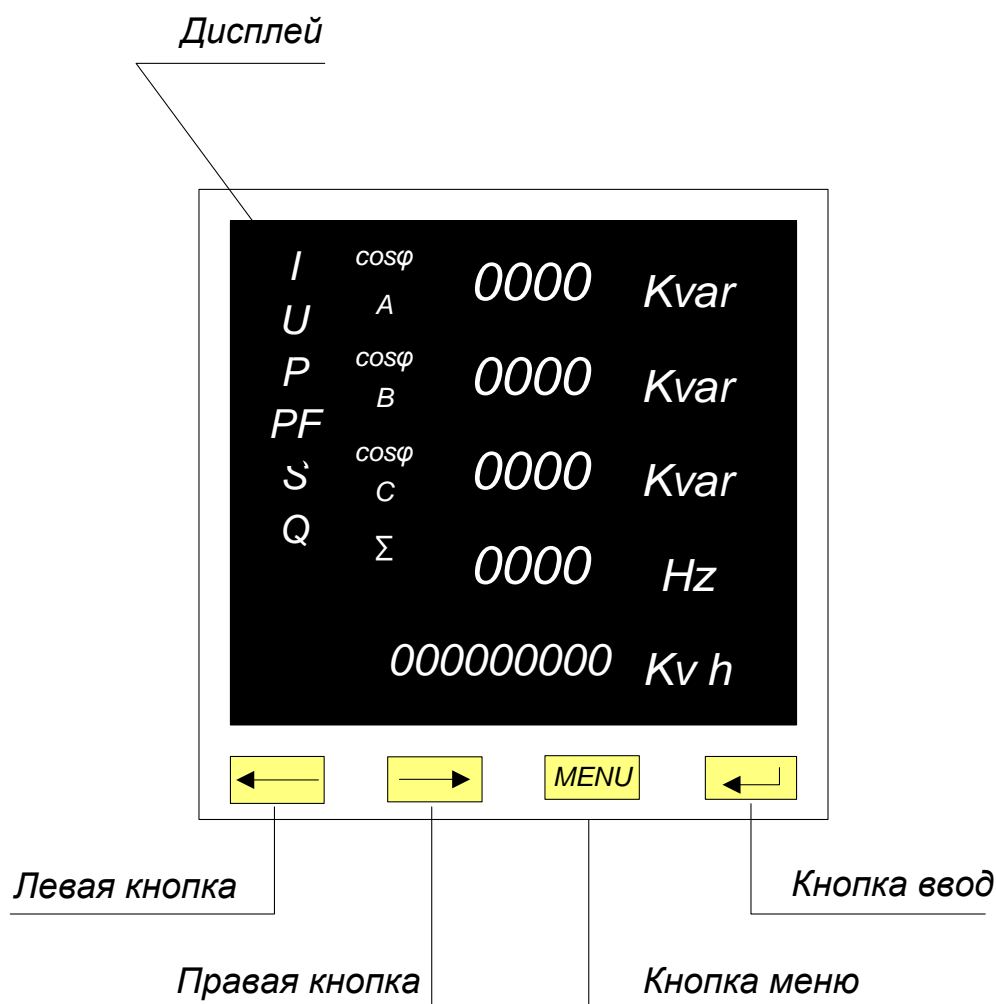 Дисплей
I cosφ 0000 Kvar
A
U
P cosφ 0000 Kvar
B
PF
cosφ 0000 Kvar
S C
Q Σ 0000 Hz
000000000 Kv h
MENU
Левая кнопка Кнопка ввод
Правая кнопка Кнопка меню